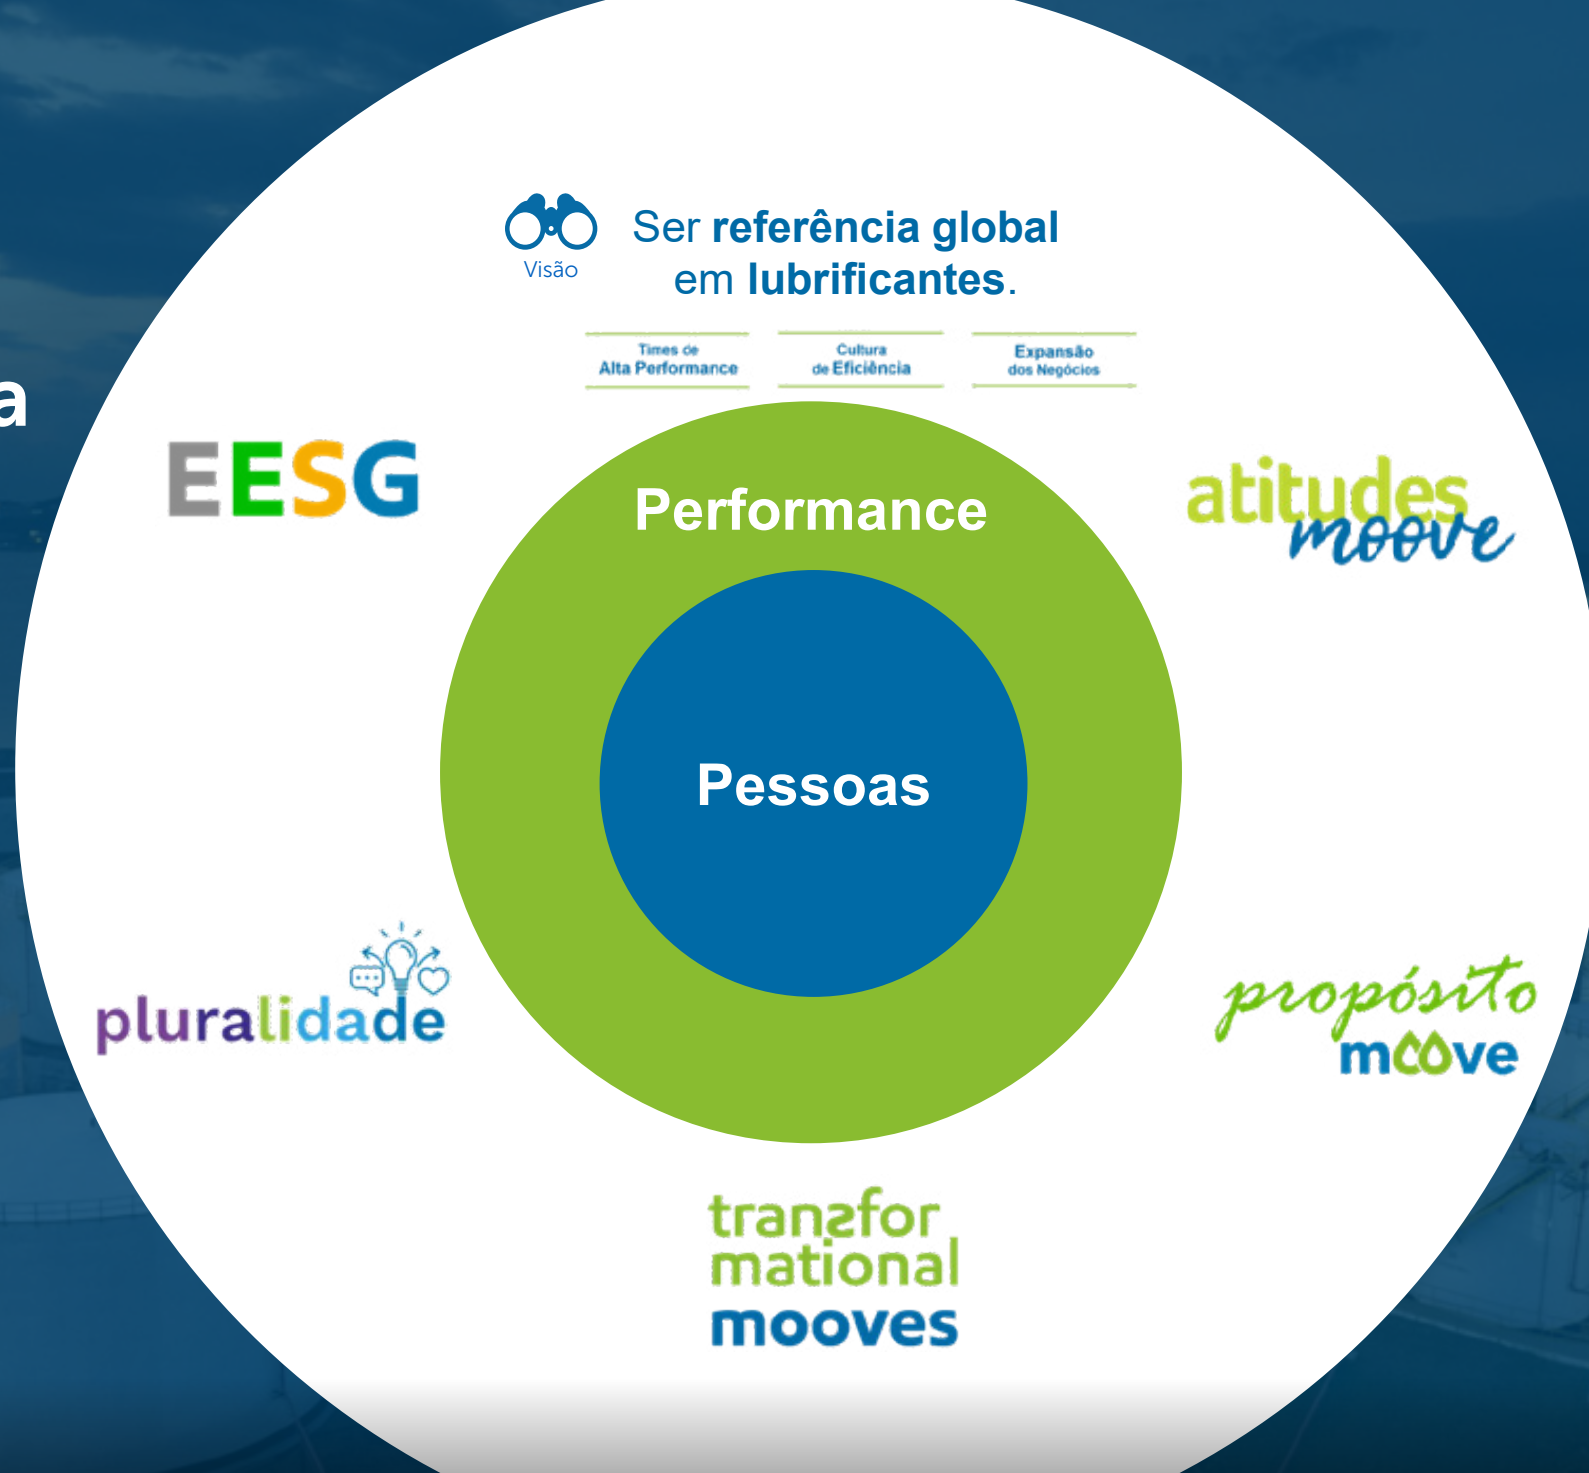 Ser referência global
em lubrificantes.
Visão
Times de
Alta Performance
Cultura
de Eficiência
Expansão
dos Negócios
a
EESG
Performance
atitudes
moove
Pessoas
pluralidade
propósito
moove
transfor
mational
mooves